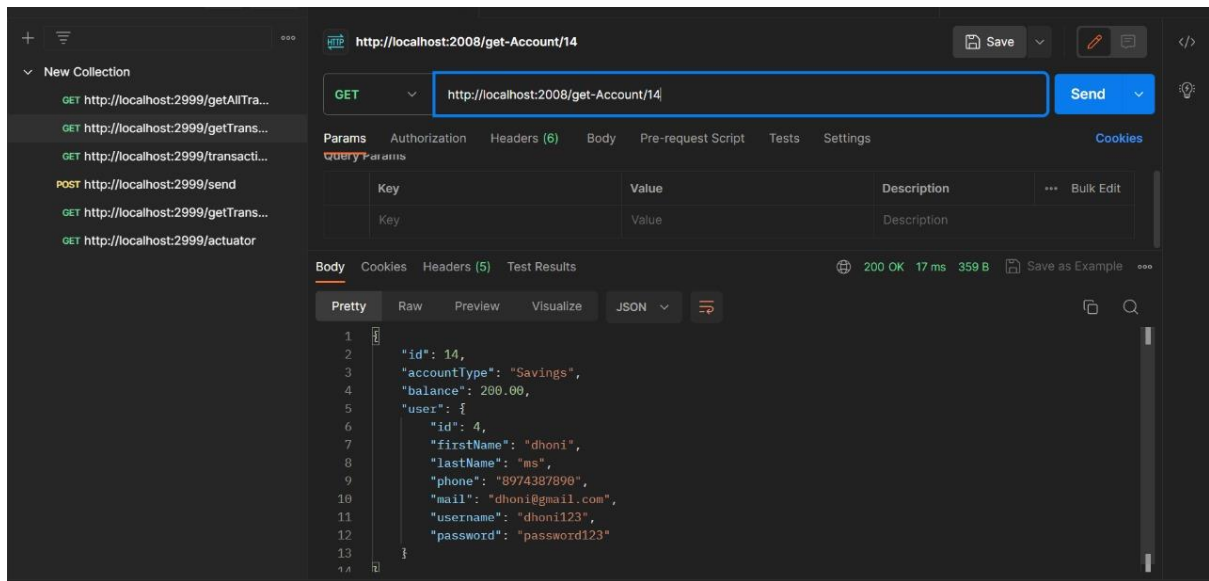 New Collection
GET http://localhost:2999/getAllTra...
GET http://localhost:2999/getTrans...
GET http://localhost:2999/transacti...
POST http://localhost:2999/send
GET http://localhost:2999/getTrans...
GET http://localhost:2999/actuator
HTTP http://localhost:2008/get-Account/14
Save
GET http://localhost:2008/get-Account/14
Send
Params Authorization Headers (6) Body Pre-request Script Tests Settings Cookies
Query Params
Key Value Description Bulk Edit
Key Value Description
Body Cookies Headers (5) Test Results 200 OK 17 ms 359 B Save as Example
Pretty Raw Preview Visualize JSON
1 {
2 "id": 14,
3 "accountType": "Savings",
4 "balance": 200.00,
5 "user": {
6 "id": 4,
7 "firstName": "dhoni",
8 "lastName": "ms",
9 "phone": "8974387890",
10 "mail": "dhoni@gmail.com",
11 "username": "dhoni123",
12 "password": "password123"
13 }
14 }